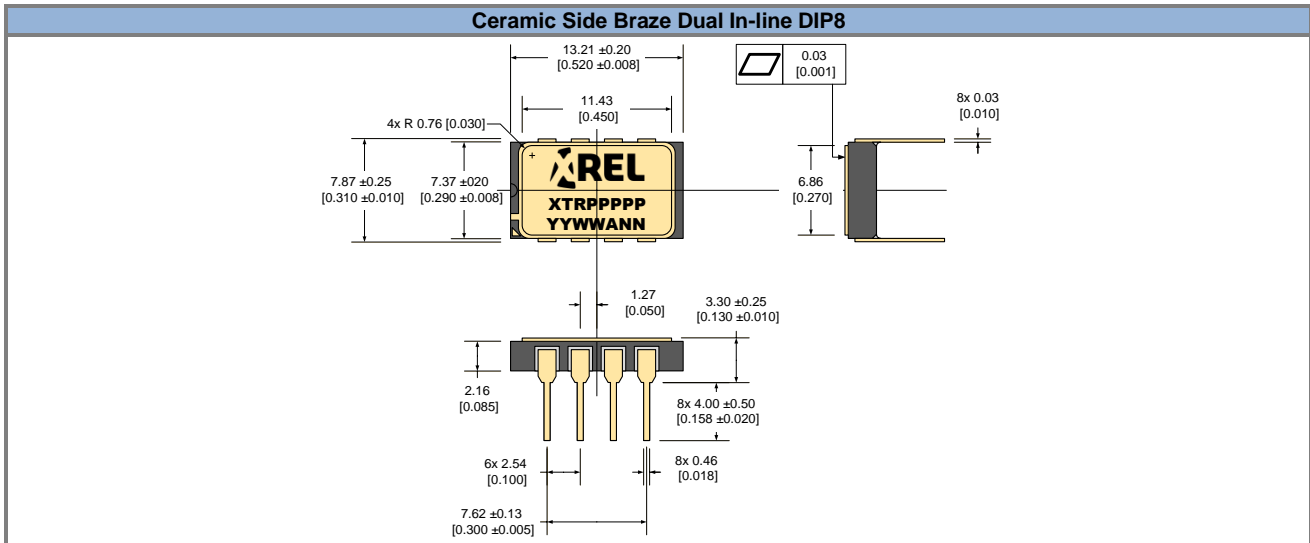 Ceramic Side Braze Dual In-line DIP8
13.21 ±0.20
[0.520 ±0.008]
0.03
[0.001]
11.43
[0.450]
8x 0.03
[0.010]
4x R 0.76 [0.030]
+
XREL
XTRPPPPP
YYWWANN
7.87 ±0.25
[0.310 ±0.010]
7.37 ±020
[0.290 ±0.008]
6.86
[0.270]
1.27
[0.050]
3.30 ±0.25
[0.130 ±0.010]
2.16
[0.085]
8x 4.00 ±0.50
[0.158 ±0.020]
6x 2.54
[0.100]
8x 0.46
[0.018]
7.62 ±0.13
[0.300 ±0.005]